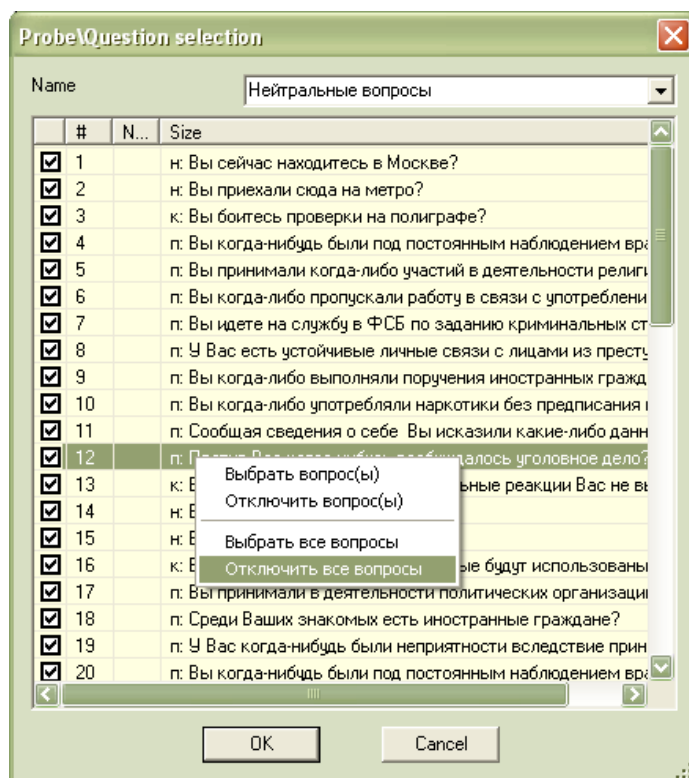 Probe\Question selection
Name
Нейтральные вопросы
# N... Size
1 н: Вы сейчас находитесь в Москве?
2 н: Вы приехали сюда на метро?
3 к: Вы боитесь проверки на полиграфе?
4 п: Вы когда-нибудь были под постоянным наблюдением вра
5 п: Вы принимали когда-либо участий в деятельности религи
6 п: Вы когда-либо пропускали работу в связи с употреблени
7 п: Вы идете на службу в ФСБ по заданию криминальных ст
8 п: У Вас есть устойчивые личные связи с лицами из престу
9 п: Вы когда-либо выполняли поручения иностранных гражд
10 п: Вы когда-либо употребляли наркотики без предписания
11 п: Сообщая сведения о себе Вы исказили какие-либо данн
12 п: уголовное дело?
Выбрать вопрос(ы)
13 к: В ьные реакции Вас не вы
Отключить вопрос(ы)
14 н: В
15 н: В
Выбрать все вопросы
16 к: В ые будут использованы
Отключить все вопросы
17 п: Вы принимали в деятельности политических организаци
18 п: Среди Ваших знакомых есть иностранные граждане?
19 п: У Вас когда-нибудь были неприятности вследствие прин
20 п: Вы когда-нибудь были под постоянным наблюдением вра
OK Cancel